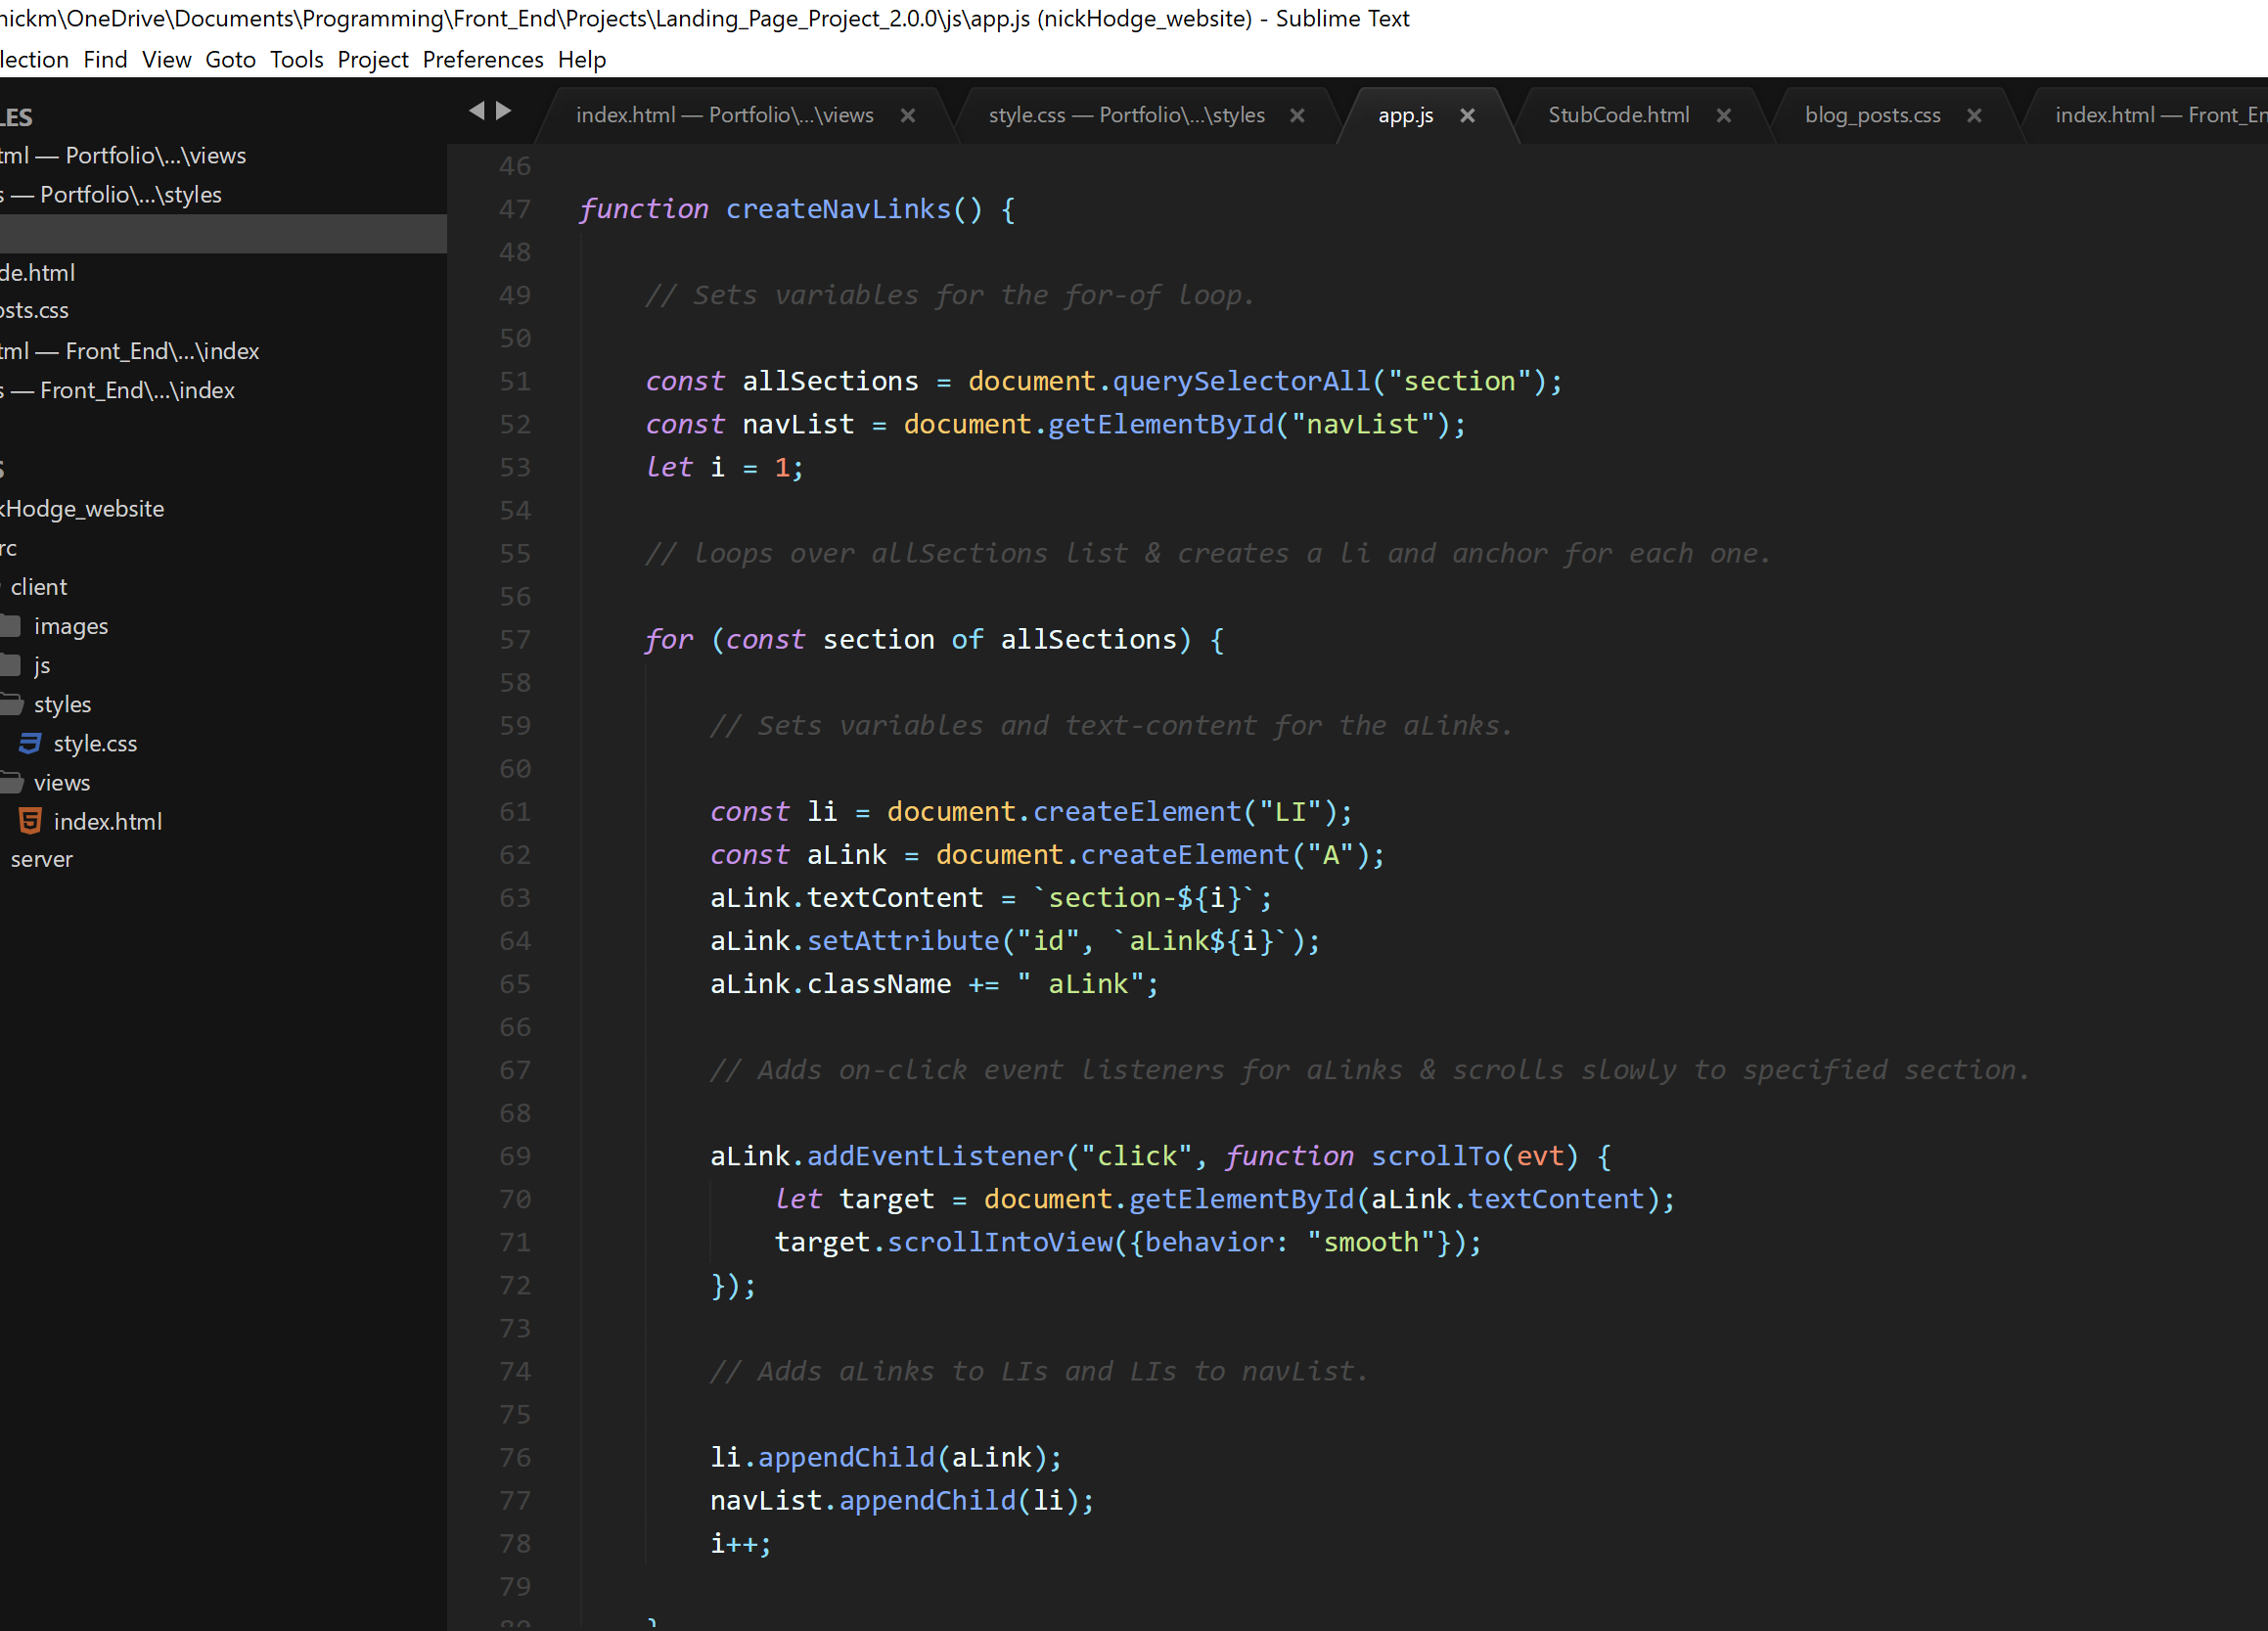 nickm\OneDrive\Documents\Programming\Front_End\Projects\Landing_Page_Project_2.0.0\js\app.js (nickHodge_website) - Sublime Text
lection Find View Goto Tools Project Preferences Help
LES
tml — Portfolio\...\views
s — Portfolio\...\styles
de.html
osts.css
tml — Front_End\...\index
s — Front_End\...\index
S
kHodge_website
rc
client
images
js
styles
style.css
views
index.html
server
index.html — Portfolio\...\views × style.css — Portfolio\...\styles × app.js × StubCode.html × blog_posts.css × index.html — Front_En
46
47 function createNavLinks() {
48
49 // Sets variables for the for-of loop.
50
51 const allSections = document.querySelectorAll("section");
52 const navList = document.getElementById("navList");
53 let i = 1;
54
55 // loops over allSections list & creates a li and anchor for each one.
56
57 for (const section of allSections) {
58
59 // Sets variables and text-content for the aLinks.
60
61 const li = document.createElement("LI");
62 const aLink = document.createElement("A");
63 aLink.textContent = `section-${i}`;
64 aLink.setAttribute("id", `aLink${i}`);
65 aLink.className += " aLink";
66
67 // Adds on-click event listeners for aLinks & scrolls slowly to specified section.
68
69 aLink.addEventListener("click", function scrollTo(evt) {
70 let target = document.getElementById(aLink.textContent);
71 target.scrollIntoView({behavior: "smooth"});
72 });
73
74 // Adds aLinks to LIs and LIs to navList.
75
76 li.appendChild(aLink);
77 navList.appendChild(li);
78 i++;
79
80 }